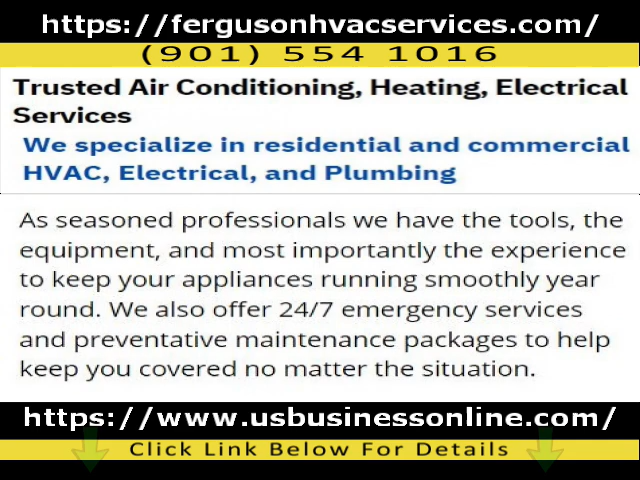 https://fergusonhvacservices.com/
(901) 554 1016
Trusted Air Conditioning, Heating, Electrical
Services
We specialize in residential and commercial
HVAC, Electrical, and Plumbing
As seasoned professionals we have the tools, the
equipment, and most importantly the experience
to keep your appliances running smoothly year
round. We also offer 24/7 emergency services
and preventative maintenance packages to help
keep you covered no matter the situation.
https://www.usbusinessonline.com/
Click Link Below For Details